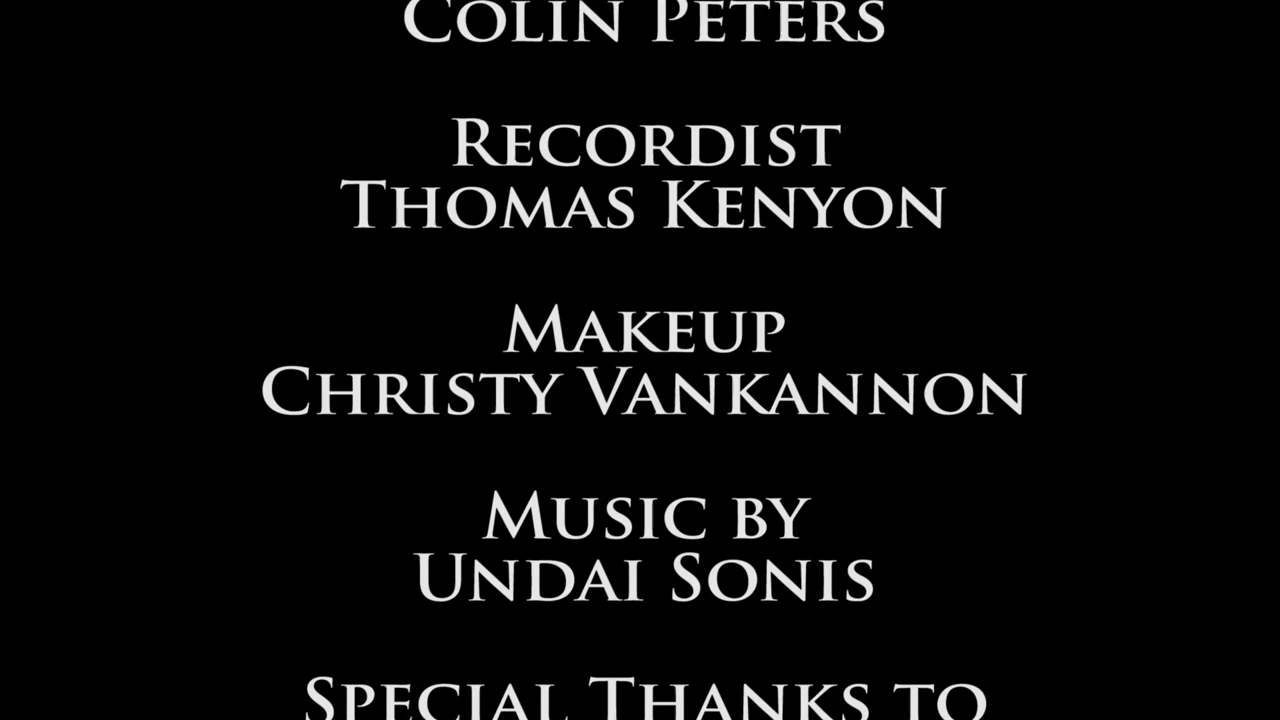 Colin Peters
Recordist
Thomas Kenyon
Makeup
Christy Vankannon
Music by
Undai Sonis
Special Thanks to